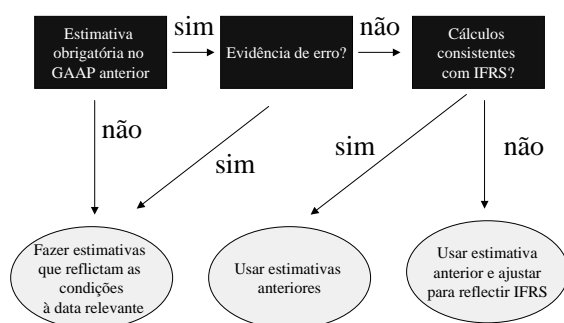 Estimativa
obrigatória no
GAAP anterior
sim
Evidência de erro?
não
Cálculos
consistentes
com IFRS?
não
sim
sim
não
Fazer estimativas
que reflictam as
condições
à data relevante
Usar estimativas
anteriores
Usar estimativa
anterior e ajustar
para reflectir IFRS